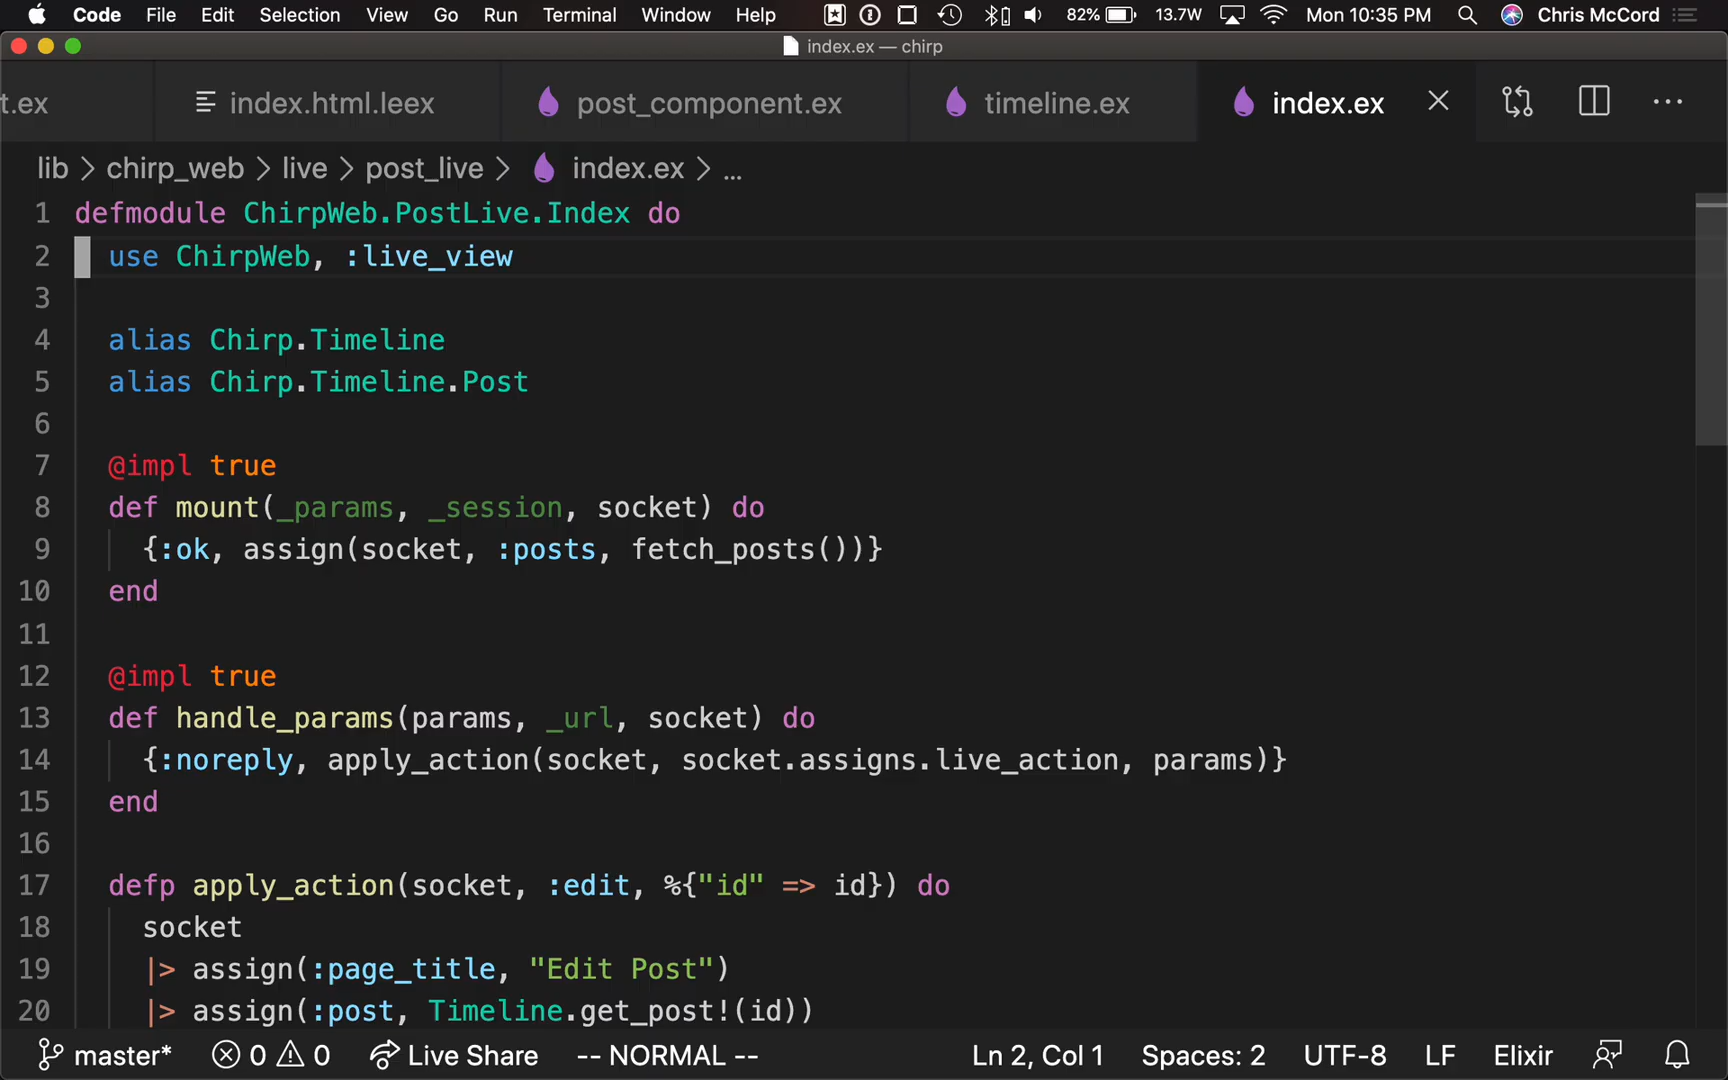 Code File Edit Selection View Go Run Terminal Window Help 82% 13.7W Mon 10:35 PM Chris McCord
index.ex — chirp
t.ex index.html.leex post_component.ex timeline.ex index.ex
lib > chirp_web > live > post_live > index.ex > ...
1 defmodule ChirpWeb.PostLive.Index do
2 use ChirpWeb, :live_view
3
4 alias Chirp.Timeline
5 alias Chirp.Timeline.Post
6
7 @impl true
8 def mount(_params, _session, socket) do
9 {:ok, assign(socket, :posts, fetch_posts())}
10 end
11
12 @impl true
13 def handle_params(params, _url, socket) do
14 {:noreply, apply_action(socket, socket.assigns.live_action, params)}
15 end
16
17 defp apply_action(socket, :edit, %{"id" => id}) do
18 socket
19 |> assign(:page_title, "Edit Post")
20 |> assign(:post, Timeline.get_post!(id))
master* 0 0 Live Share -- NORMAL -- Ln 2, Col 1 Spaces: 2 UTF-8 LF Elixir